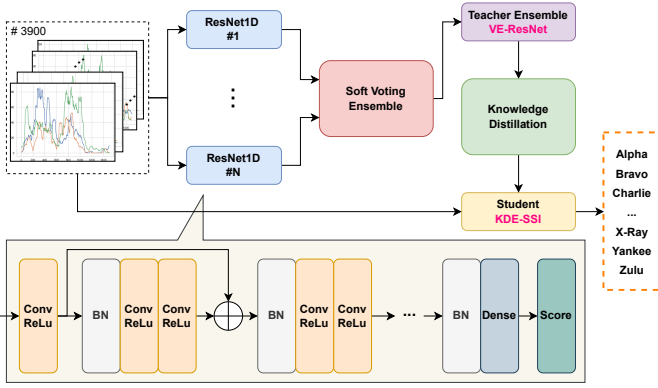 # 3900
ResNet1D
#1
...
ResNet1D
#N
Soft Voting
Ensemble
Teacher Ensemble
VE-ResNet
Knowledge
Distillation
Student
KDE-SSI
Alpha
Bravo
Charlie
...
X-Ray
Yankee
Zulu
Conv
ReLu
BN
Conv
ReLu
Conv
ReLu
BN
Conv
ReLu
Conv
ReLu
...
BN
Dense
Score